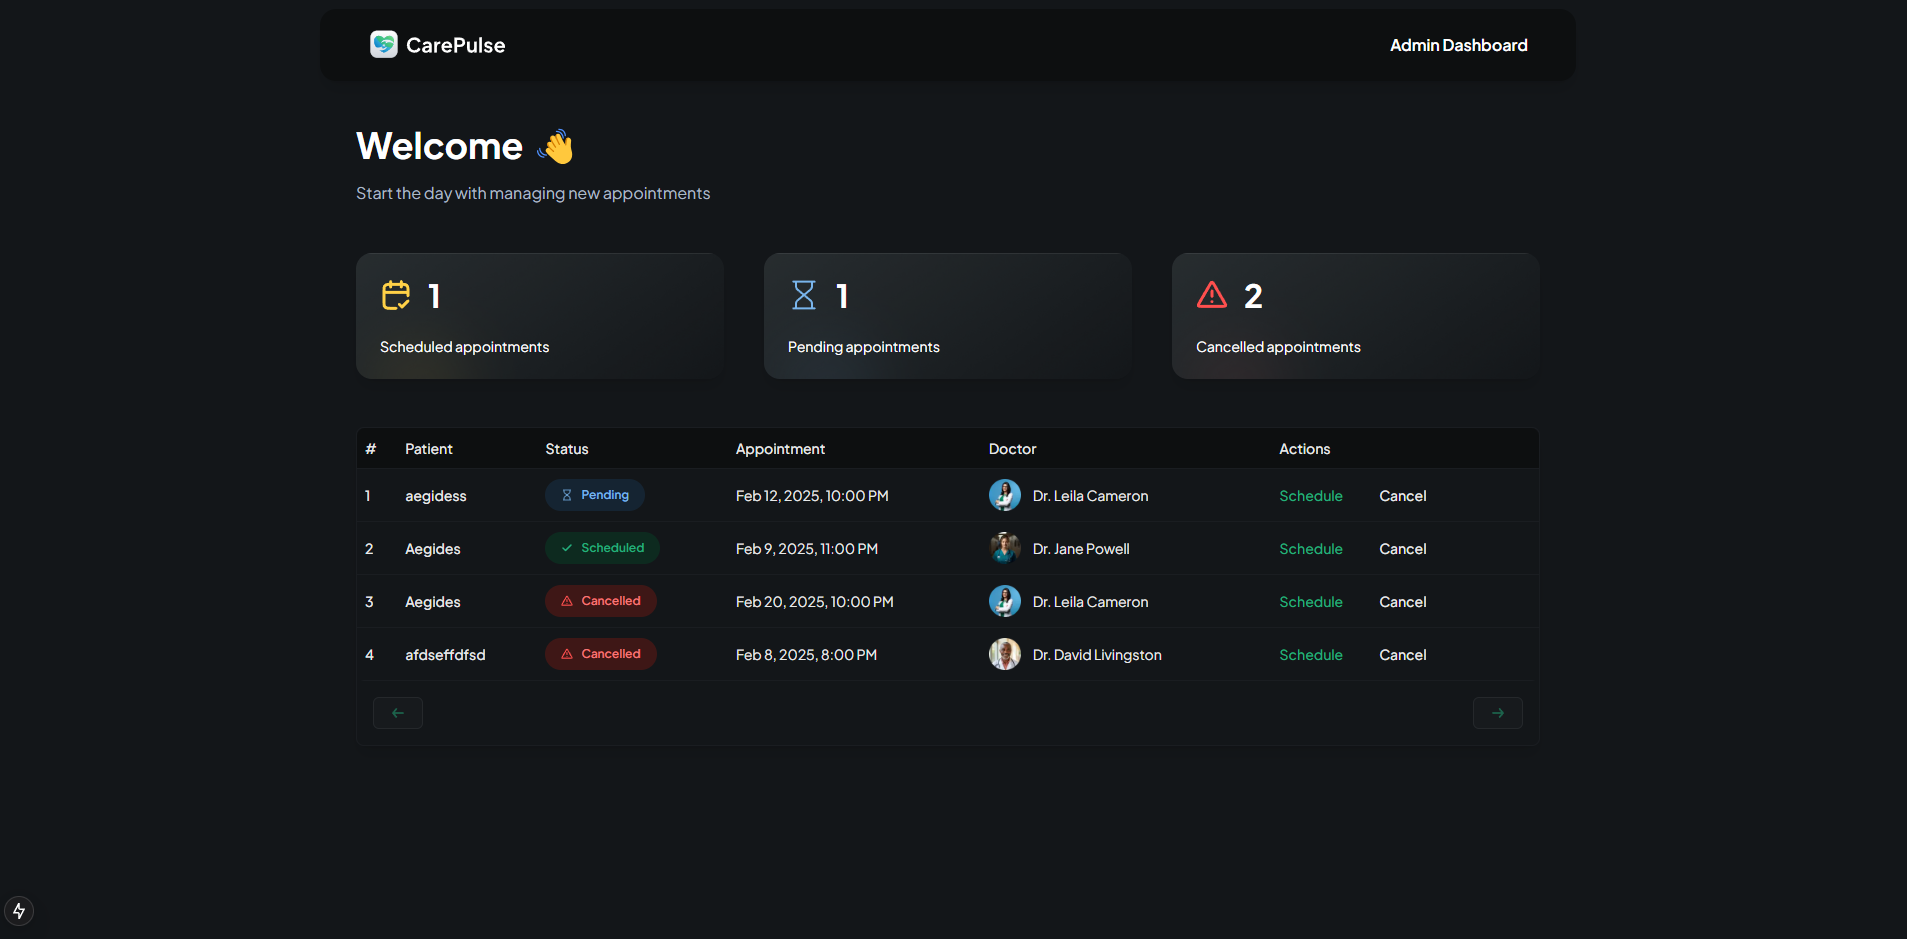 CarePulse
Admin Dashboard
Welcome 👋
Start the day with managing new appointments
1
Scheduled appointments
1
Pending appointments
2
Cancelled appointments
# Patient Status Appointment Doctor Actions
1 aegidess Pending Feb 12, 2025, 10:00 PM Dr. Leila Cameron Schedule Cancel
2 Aegides Scheduled Feb 9, 2025, 11:00 PM Dr. Jane Powell Schedule Cancel
3 Aegides Cancelled Feb 20, 2025, 10:00 PM Dr. Leila Cameron Schedule Cancel
4 afdseffdfsd Cancelled Feb 8, 2025, 8:00 PM Dr. David Livingston Schedule Cancel